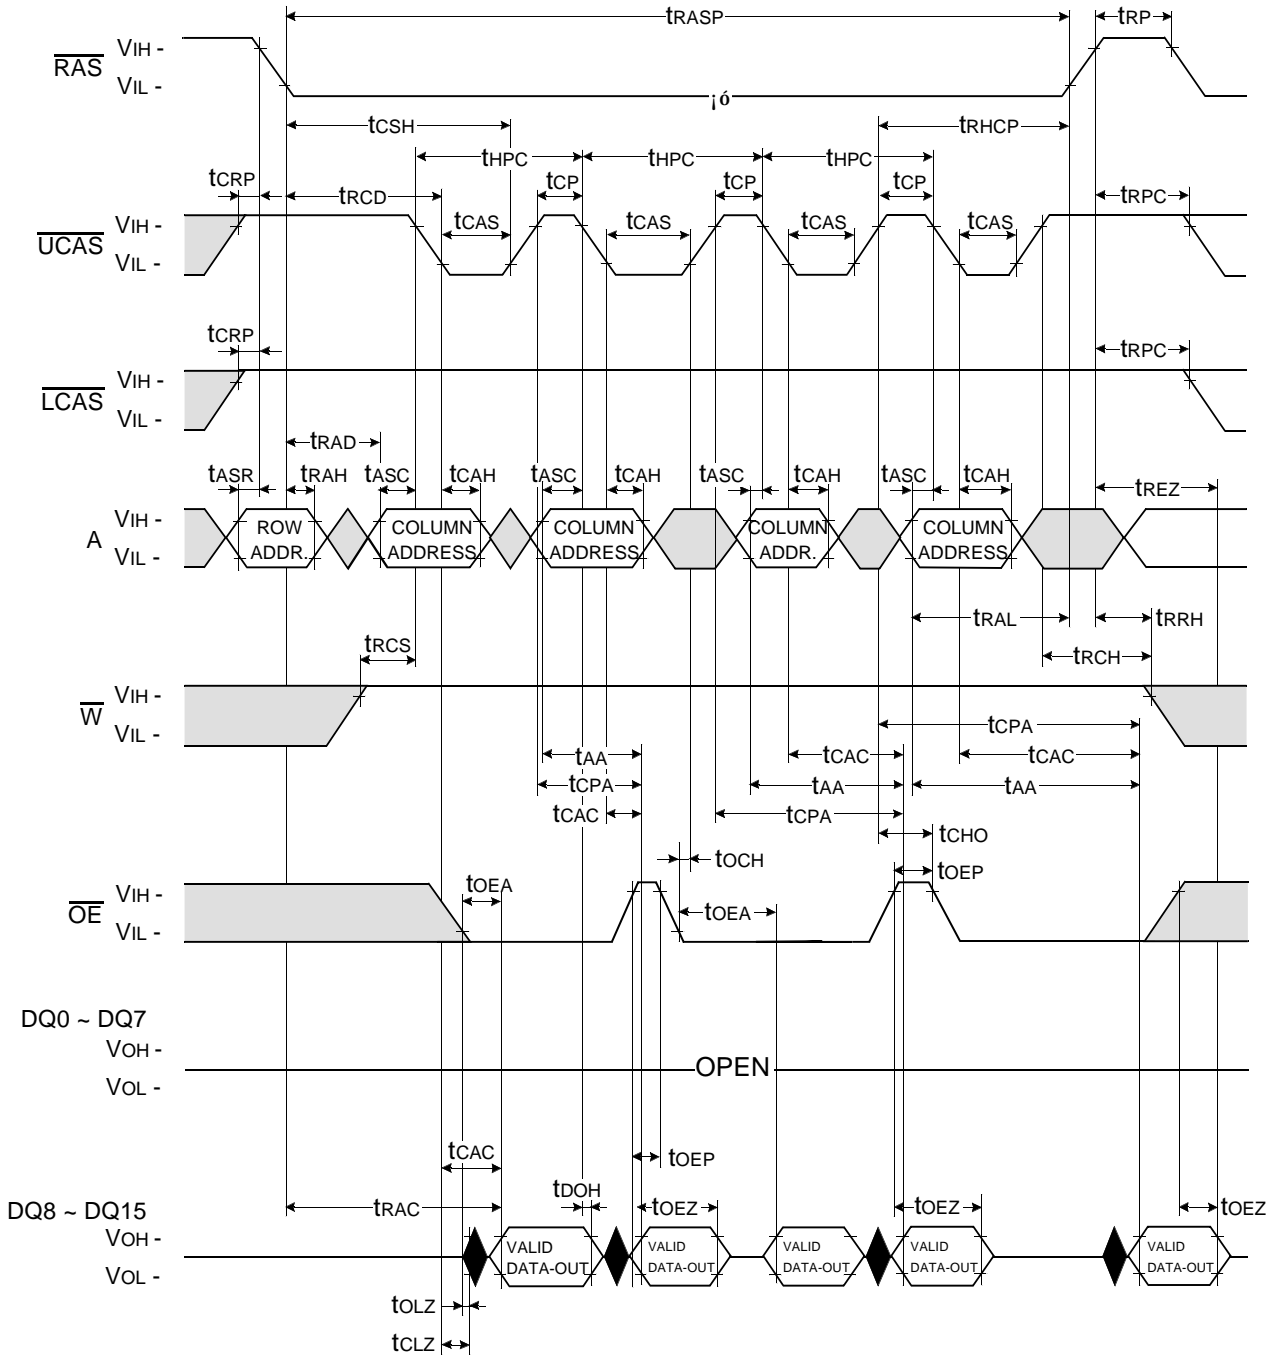 tRASP tRP
RAS VIH -
VIL -
¡ó
tCSH tRHCP
tHPC tHPC tHPC
tCRP tRCD tCP tCP tCP tRPC
UCAS VIH - tCAS tCAS tCAS tCAS
VIL -
tCRP tRPC
LCAS VIH -
VIL -
tRAD
tASR tRAH tASC tCAH tASC tCAH tASC tCAH tASC tCAH tREZ
A VIH - ROW COLUMN COLUMN COLUMN COLUMN
VIL - ADDR. ADDRESS ADDRESS ADDR. ADDRESS
tRAL tRRH
tRCS tRCH
W VIH -
VIL -
tCPA
tAA tCAC tCAC
tCPA tAA tAA
tCAC tCPA
tCHO
tOCH tOEP
OE VIH - tOEA tOEA
VIL -
DQ0 ~ DQ7
VOH -
OPEN
VOL -
tCAC tOEP
tDOH
DQ8 ~ DQ15 tRAC tOEZ tOEZ tOEZ
VOH - VALID VALID VALID VALID VALID
VOL - DATA-OUT DATA-OUT DATA-OUT DATA-OUT DATA-OUT
tOLZ
tCLZ